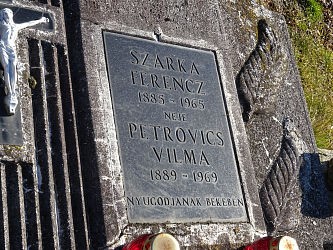 SZARKA
FERENCZ
1885-1965
NEJE
PETROVICS
VILMA
1889-1969
NYUGODJANAK BÉKÉBEN